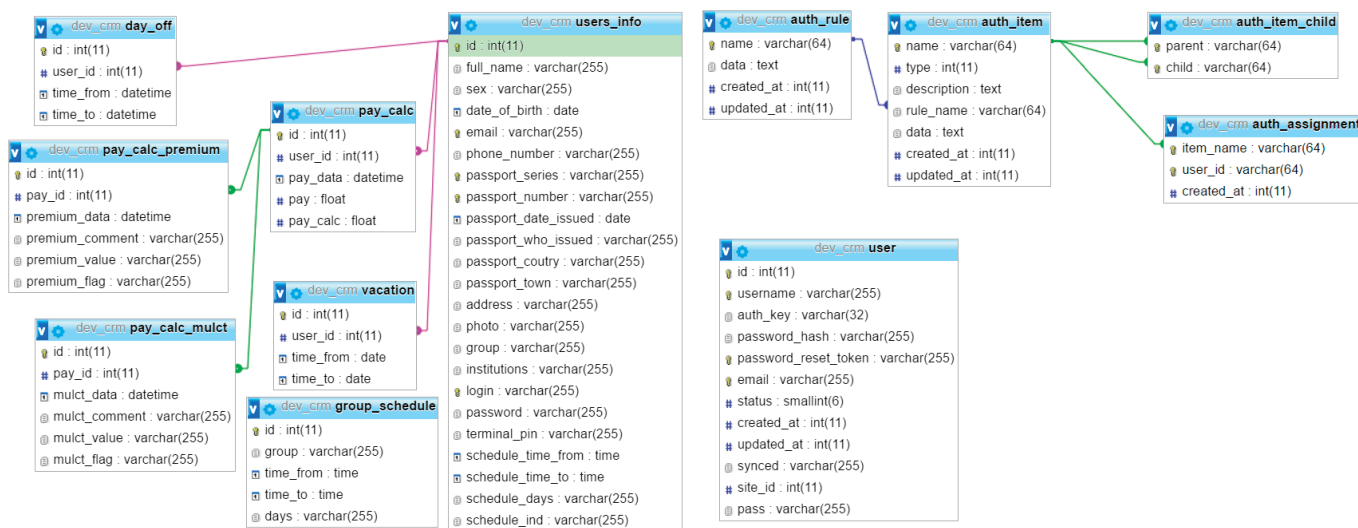 dev_crm day_off
id : int(11)
user_id : int(11)
time_from : datetime
time_to : datetime
dev_crm pay_calc_premium
id : int(11)
pay_id : int(11)
premium_data : datetime
premium_comment : varchar(255)
premium_value : varchar(255)
premium_flag : varchar(255)
dev_crm pay_calc_mulct
id : int(11)
pay_id : int(11)
mulct_data : datetime
mulct_comment : varchar(255)
mulct_value : varchar(255)
mulct_flag : varchar(255)
dev_crm pay_calc
id : int(11)
user_id : int(11)
pay_data : datetime
pay : float
pay_calc : float
dev_crm vacation
id : int(11)
user_id : int(11)
time_from : date
time_to : date
dev_crm group_schedule
id : int(11)
group : varchar(255)
time_from : time
time_to : time
days : varchar(255)
dev_crm users_info
id : int(11)
full_name : varchar(255)
sex : varchar(255)
date_of_birth : date
email : varchar(255)
phone_number : varchar(255)
passport_series : varchar(255)
passport_number : varchar(255)
passport_date_issued : date
passport_who_issued : varchar(255)
passport_coutry : varchar(255)
passport_town : varchar(255)
address : varchar(255)
photo : varchar(255)
group : varchar(255)
institutions : varchar(255)
login : varchar(255)
password : varchar(255)
terminal_pin : varchar(255)
schedule_time_from : time
schedule_time_to : time
schedule_days : varchar(255)
schedule_ind : varchar(255)
dev_crm auth_rule
name : varchar(64)
data : text
created_at : int(11)
updated_at : int(11)
dev_crm auth_item
name : varchar(64)
type : int(11)
description : text
rule_name : varchar(64)
data : text
created_at : int(11)
updated_at : int(11)
dev_crm auth_item_child
parent : varchar(64)
child : varchar(64)
dev_crm auth_assignment
item_name : varchar(64)
user_id : varchar(64)
created_at : int(11)
dev_crm user
id : int(11)
username : varchar(255)
auth_key : varchar(32)
password_hash : varchar(255)
password_reset_token : varchar(255)
email : varchar(255)
status : smallint(6)
created_at : int(11)
updated_at : int(11)
synced : varchar(255)
site_id : int(11)
pass : varchar(255)